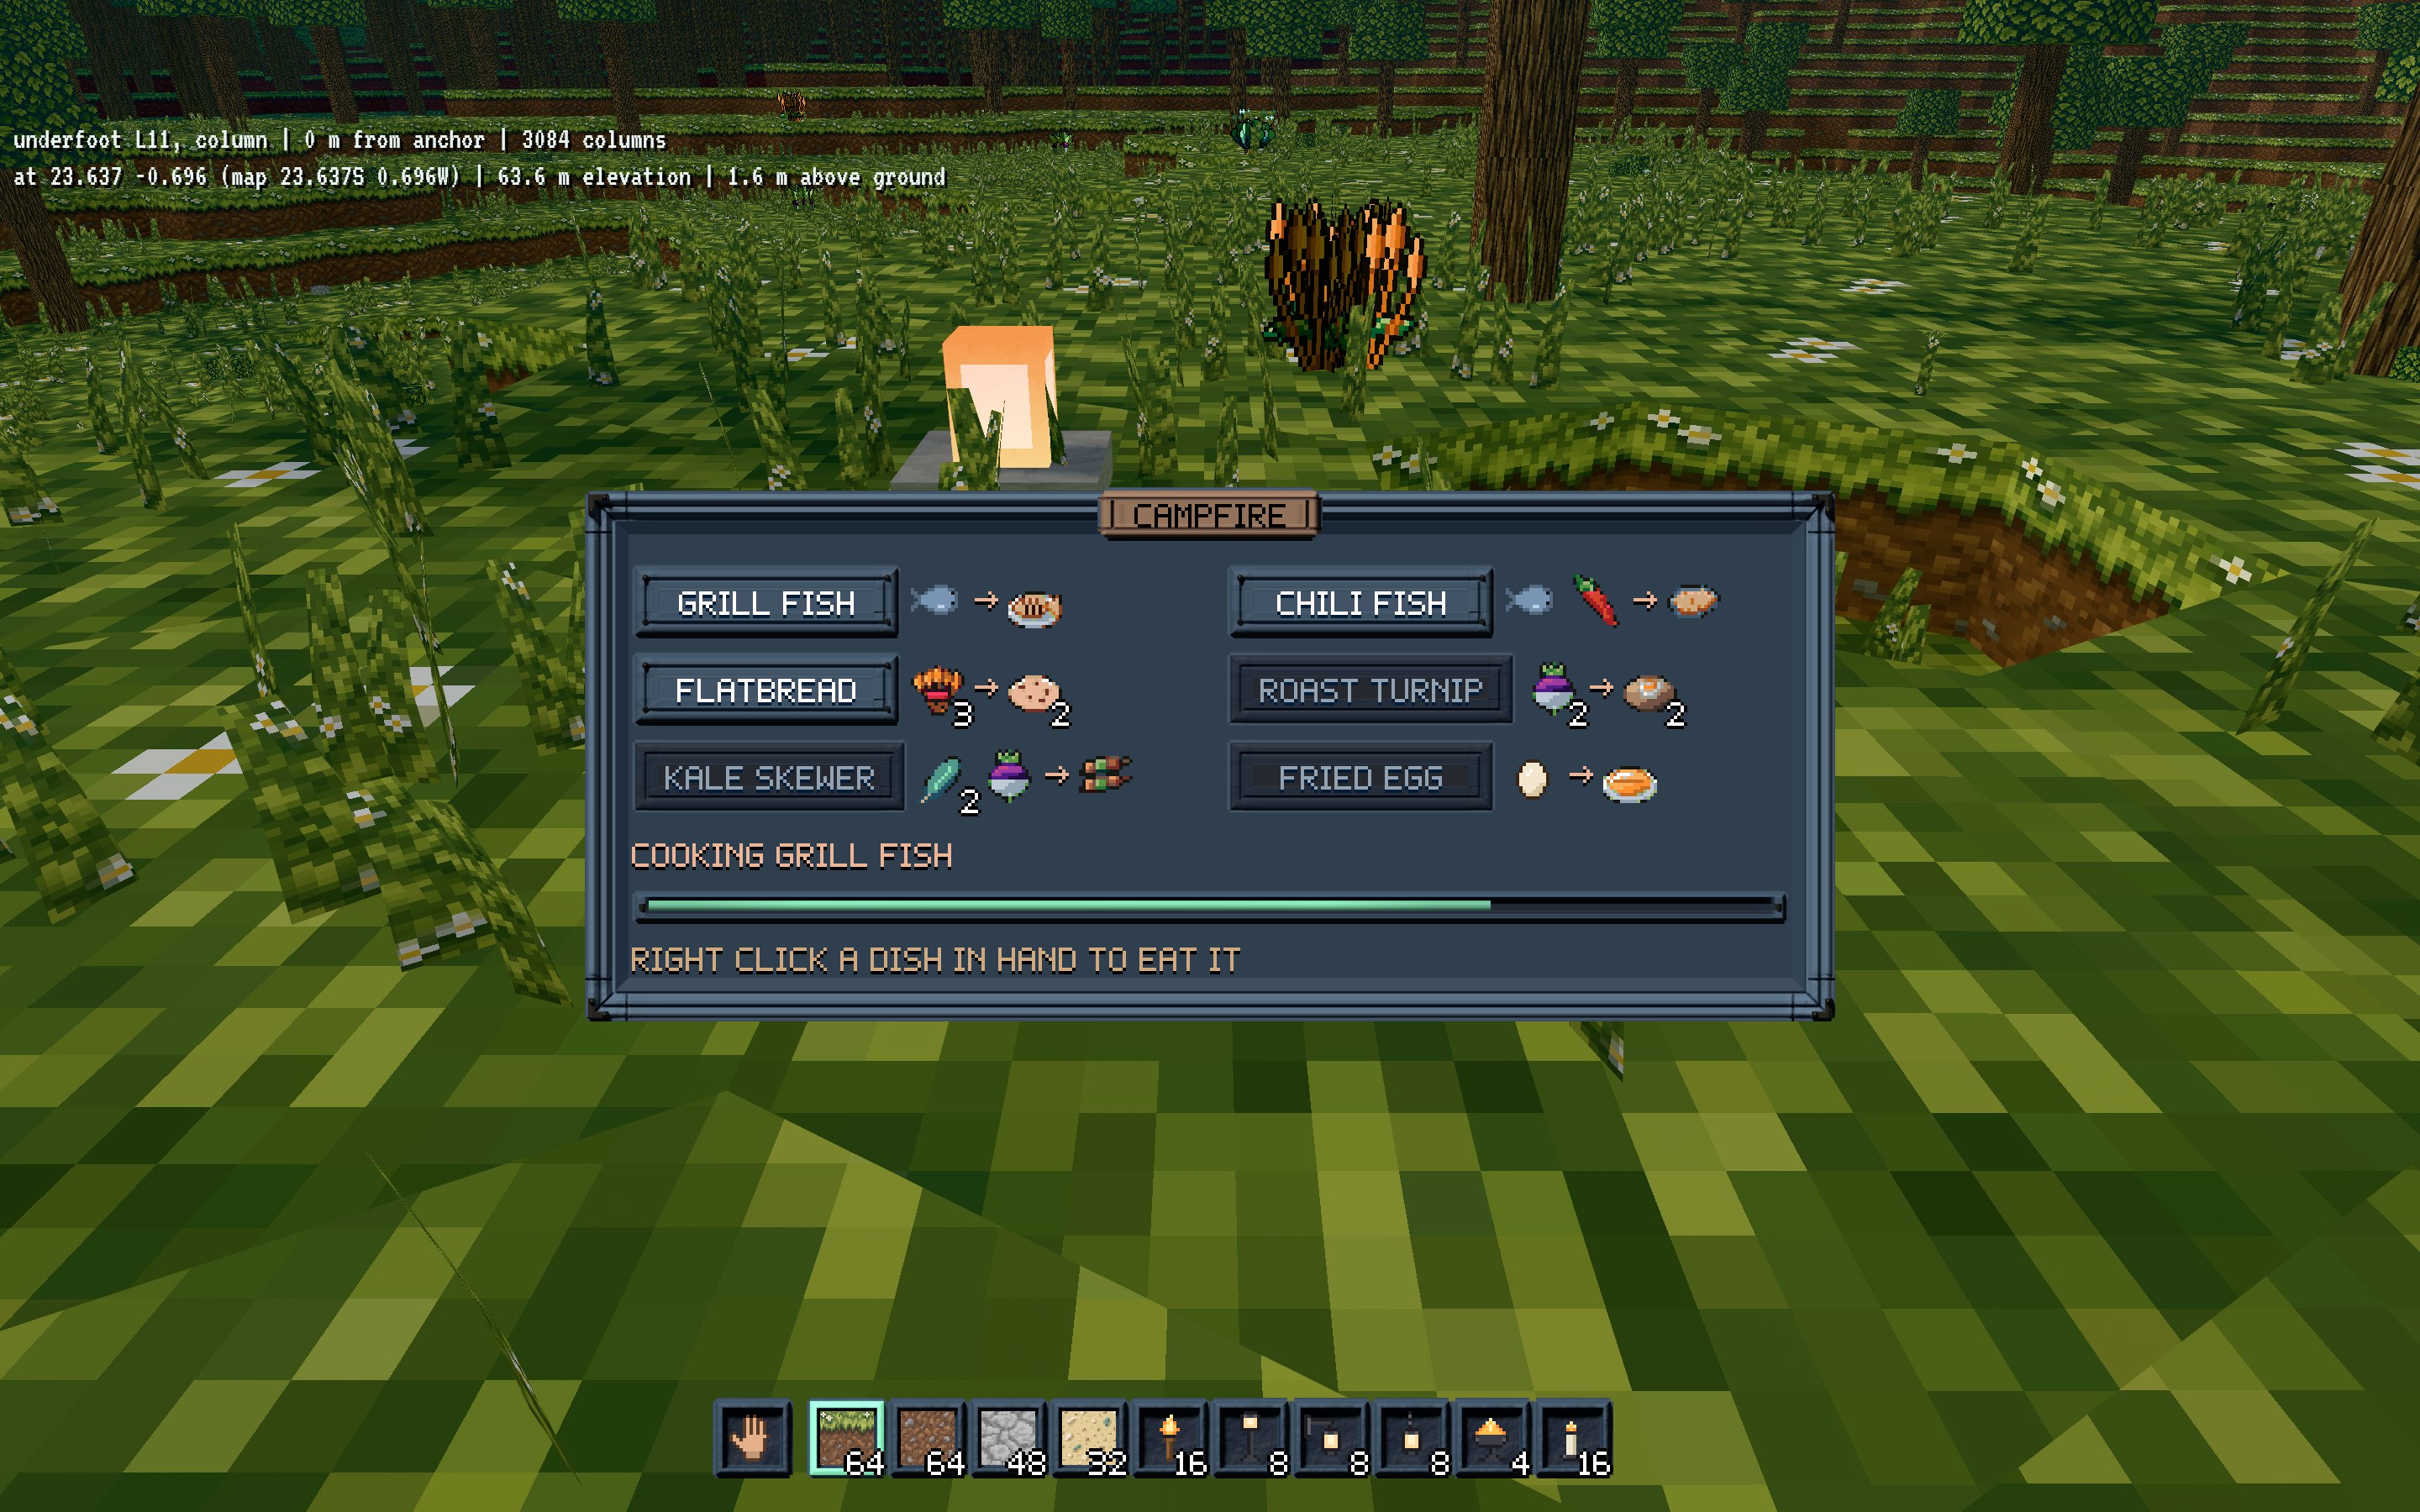 underfoot L11, column | 0 m from anchor | 3084 columns
at 23.637 -0.696 (map 23.637S 0.696W) | 63.6 m elevation | 1.6 m above ground
CAMPFIRE
GRILL FISH
CHILI FISH
FLATBREAD 3 2
ROAST TURNIP 2 2
KALE SKEWER 2
FRIED EGG
COOKING GRILL FISH
RIGHT CLICK A DISH IN HAND TO EAT IT
64 64 48 32 16 8 8 8 4 16